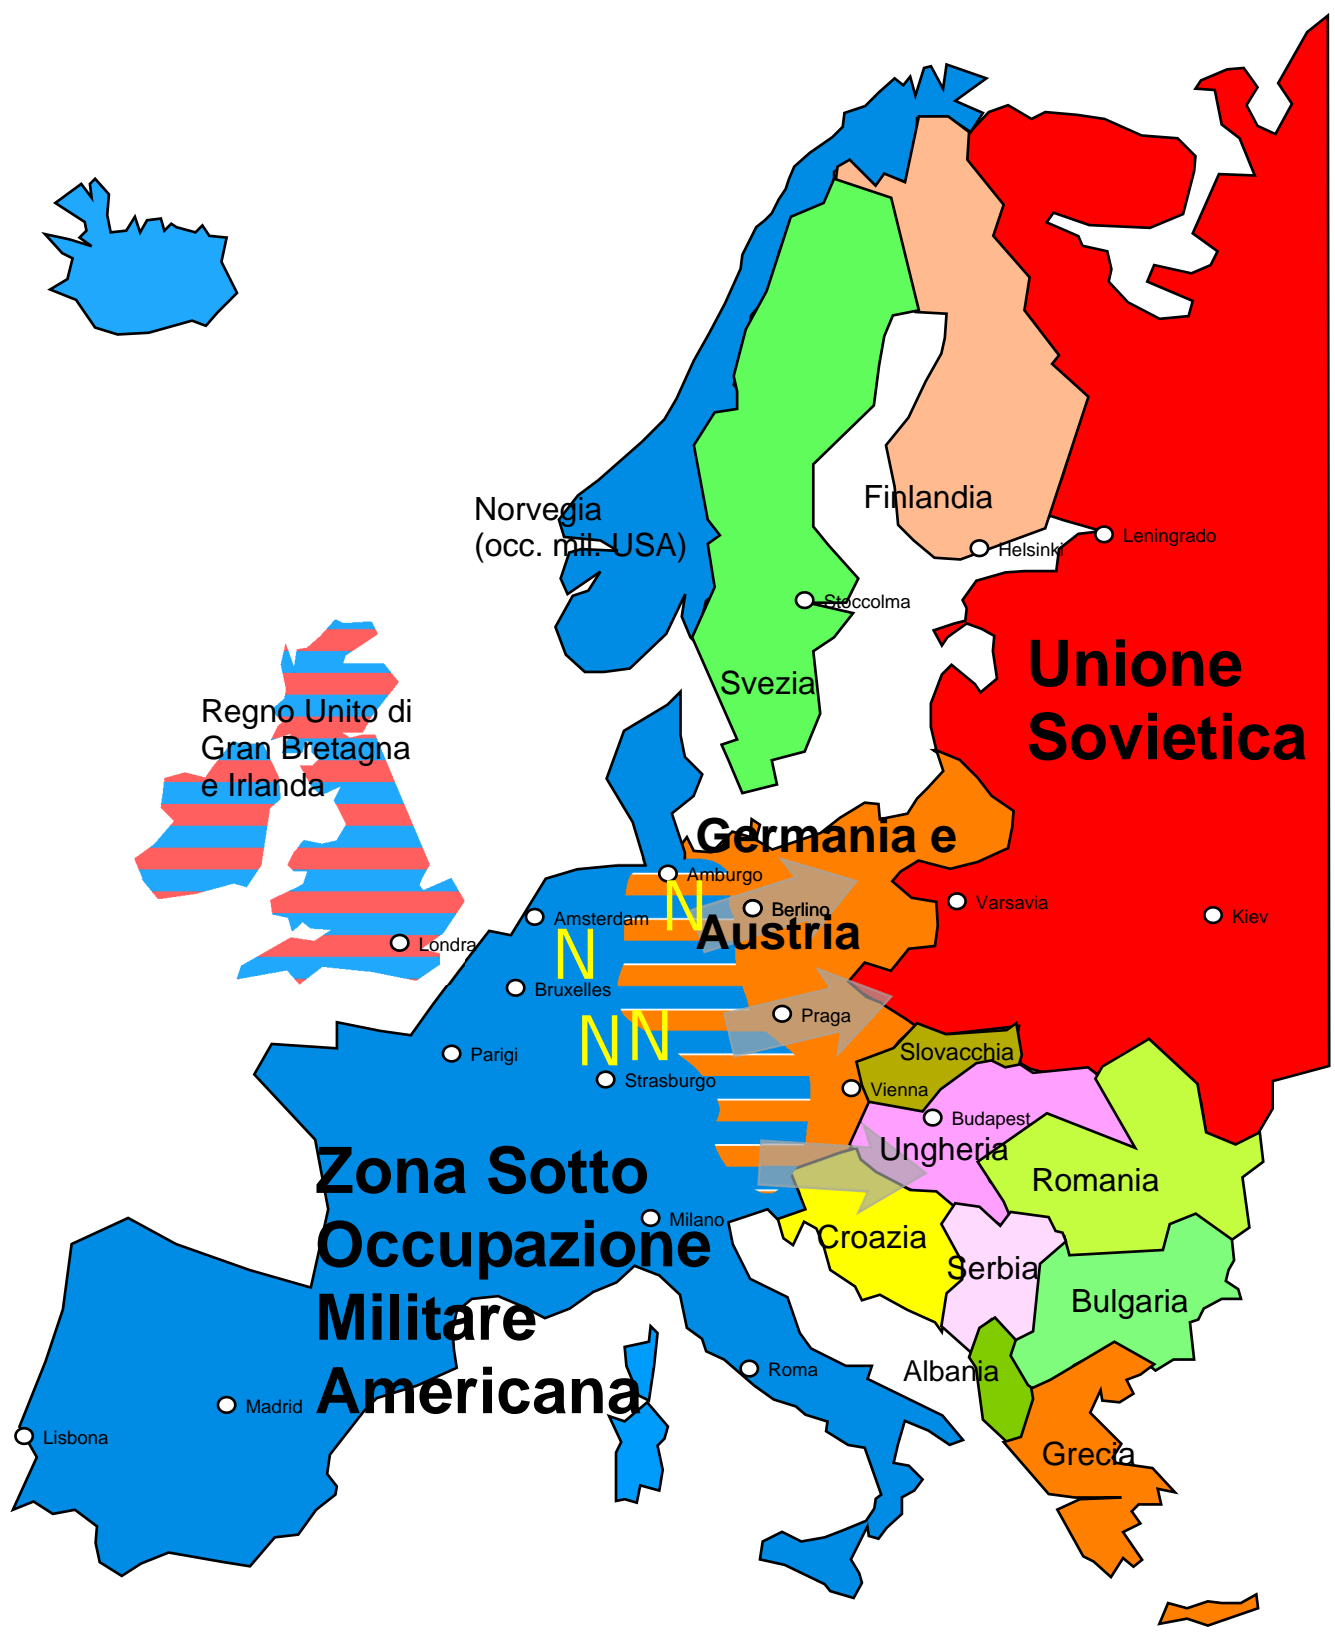 Norvegia
(occ. mil. USA)
Finlandia
Helsinki
Leningrado
Stoccolma
Svezia
Unione
Sovietica
Regno Unito di
Gran Bretagna
e Irlanda
Germania e
Austria
Amburgo
N
Berlino
Varsavia
Kiev
Amsterdam
Londra
N
Bruxelles
Praga
N
N
Parigi
Strasburgo
Slovacchia
Vienna
Budapest
Ungheria
Romania
Zona Sotto
Occupazione
Militare
Americana
Milano
Croazia
Serbia
Bulgaria
Albania
Roma
Madrid
Lisbona
Grecia